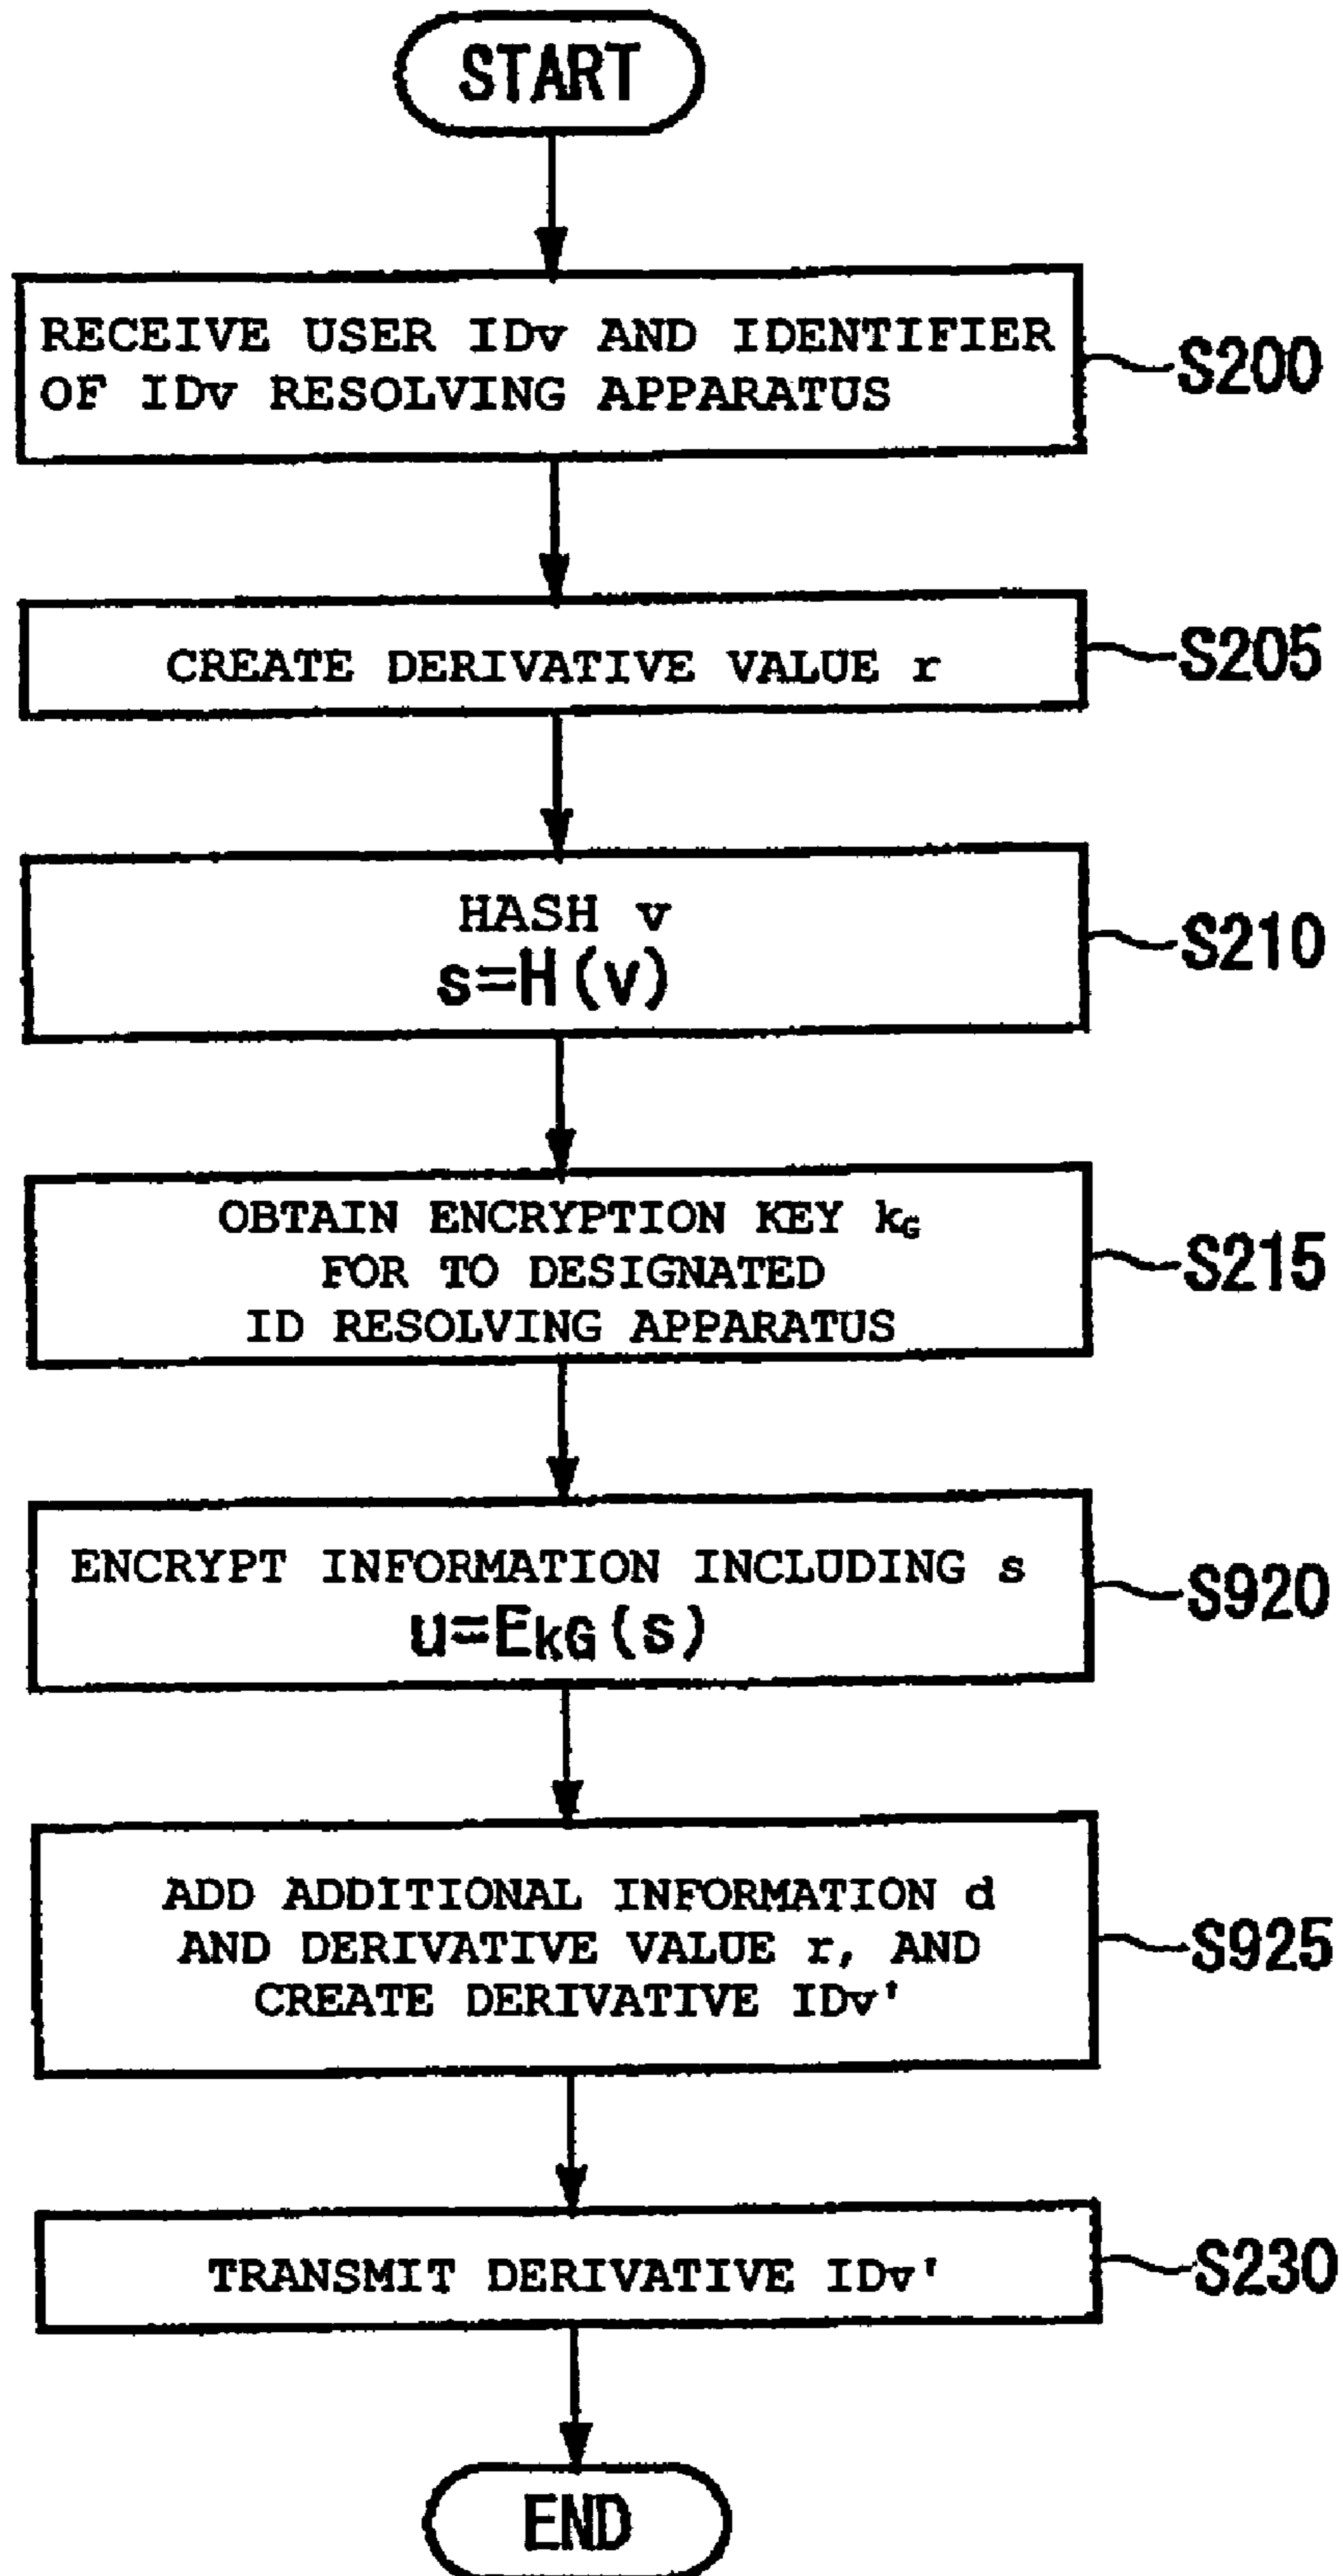 START
RECEIVE USER IDv AND IDENTIFIER
OF IDv RESOLVING APPARATUS
S200
CREATE DERIVATIVE VALUE r
S205
HASH v
s=H(v)
S210
OBTAIN ENCRYPTION KEY kG
FOR TO DESIGNATED
ID RESOLVING APPARATUS
S215
ENCRYPT INFORMATION INCLUDING s
u=EkG(s)
S920
ADD ADDITIONAL INFORMATION d
AND DERIVATIVE VALUE r, AND
CREATE DERIVATIVE IDv'
S925
TRANSMIT DERIVATIVE IDv'
S230
END